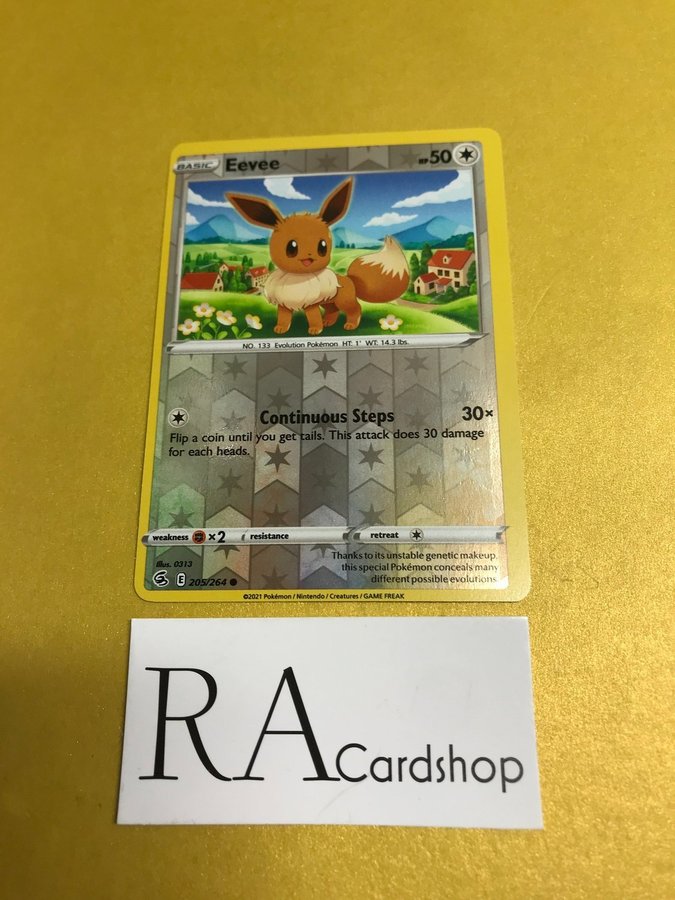 BASIC Eevee HP50
NO. 133 Evolution Pokémon HT: 1' WT: 14.3 lbs.
Continuous Steps 30×
Flip a coin until you get tails. This attack does 30 damage
for each heads.
weakness ×2 resistance retreat
Illus. 0313
Thanks to its unstable genetic makeup,
this special Pokémon conceals many
different possible evolutions.
E 205/264
©2021 Pokémon / Nintendo / Creatures / GAME FREAK
RA Cardshop